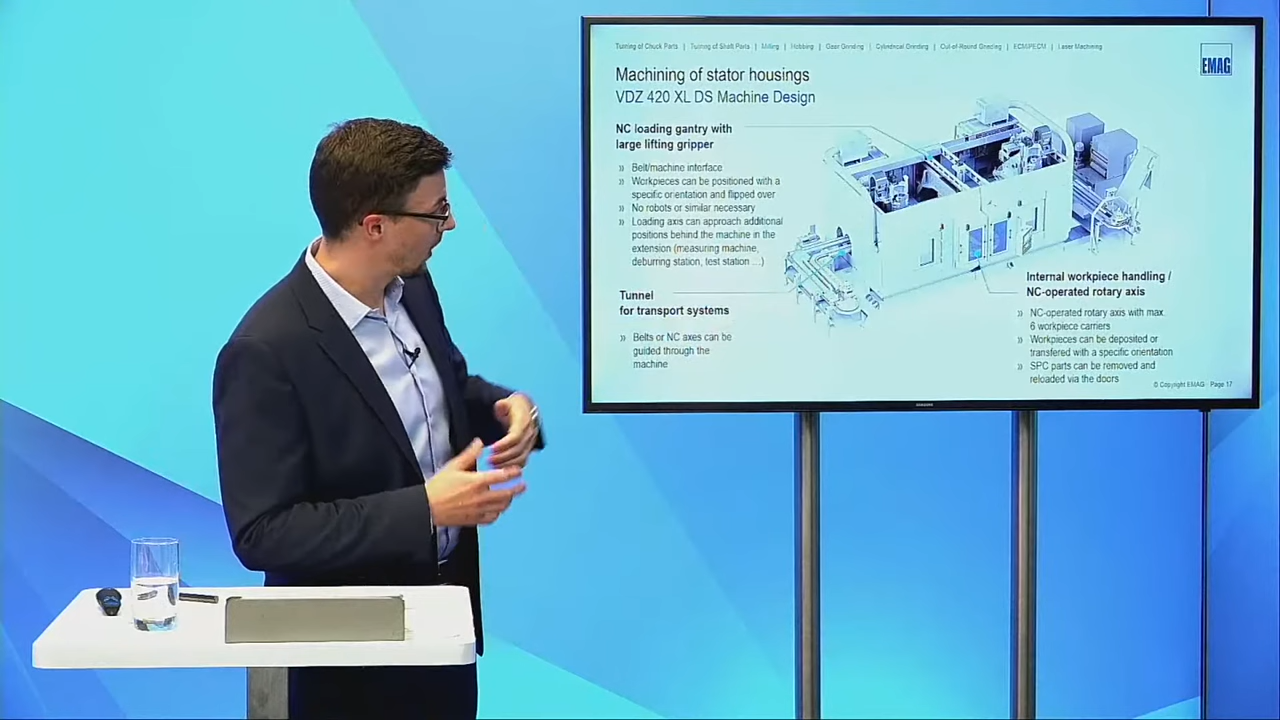 Turning of Chuck Parts | Turning of Shaft Parts | Milling | Hobbing | Gear Grinding | Cylindrical Grinding | Out-of-Round Grinding | ECM/PECM | Laser Machining
EMAG
Machining of stator housings
VDZ 420 XL DS Machine Design
NC loading gantry with
large lifting gripper
» Belt/machine interface
» Workpieces can be positioned with a
specific orientation and flipped over
» No robots or similar necessary
» Loading axis can approach additional
positions behind the machine in the
extension (measuring machine,
deburring station, test station ...)
Tunnel
for transport systems
» Belts or NC axes can be
guided through the
machine
Internal workpiece handling /
NC-operated rotary axis
» NC-operated rotary axis with max.
6 workpiece carriers
» Workpieces can be deposited or
transfered with a specific orientation
» SPC parts can be removed and
reloaded via the doors
© Copyright EMAG - Page 17
SAMSUNG